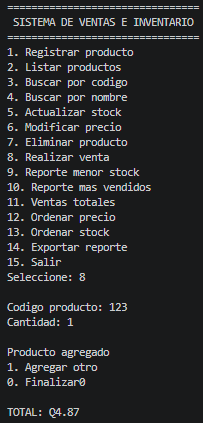 ================================
SISTEMA DE VENTAS E INVENTARIO
================================
1. Registrar producto
2. Listar productos
3. Buscar por codigo
4. Buscar por nombre
5. Actualizar stock
6. Modificar precio
7. Eliminar producto
8. Realizar venta
9. Reporte menor stock
10. Reporte mas vendidos
11. Ventas totales
12. Ordenar precio
13. Ordenar stock
14. Exportar reporte
15. Salir
Seleccione: 8
Codigo producto: 123
Cantidad: 1
Producto agregado
1. Agregar otro
0. Finalizar0
TOTAL: Q4.87